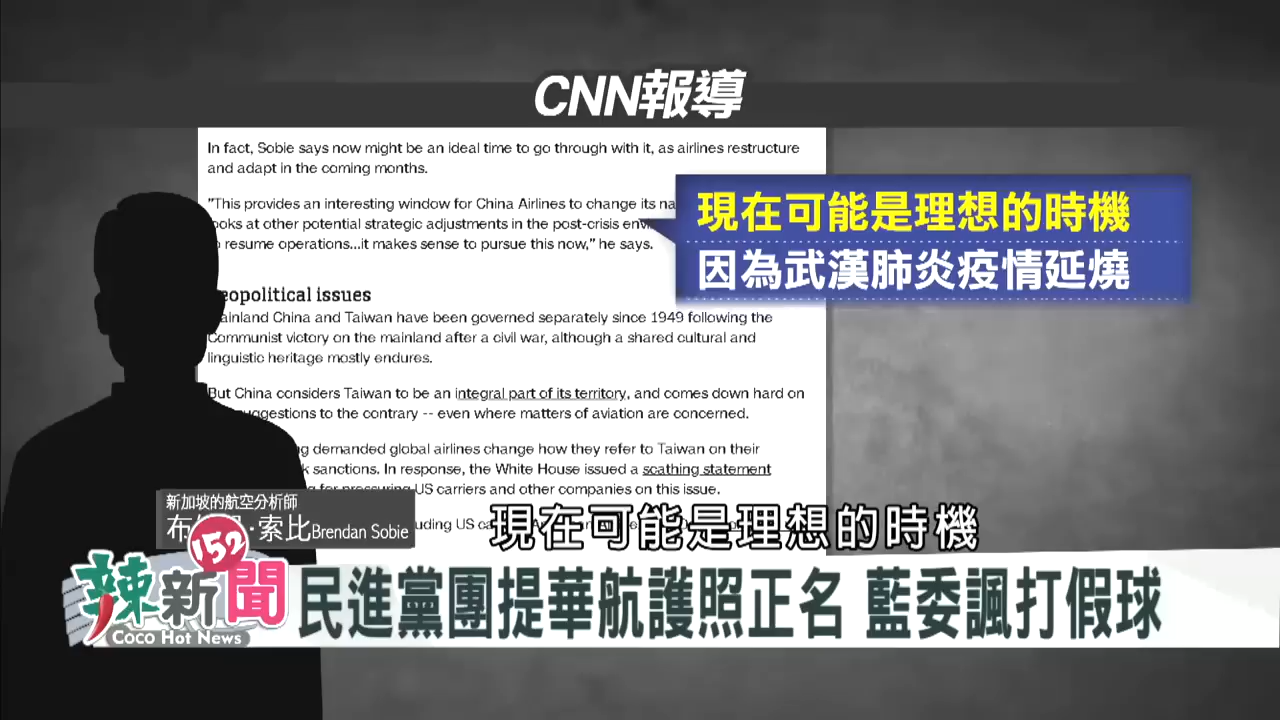 CNN報導
In fact, Sobie says now might be an ideal time to go through with it, as airlines restructure
and adapt in the coming months.
"This provides an interesting window for China Airlines to change its na
ooks at other potential strategic adjustments in the post-crisis envi
resume operations...it makes sense to pursue this now," he says.
現在可能是理想的時機
因為武漢肺炎疫情延燒
eopolitical issues
ainland China and Taiwan have been governed separately since 1949 following the
Communist victory on the mainland after a civil war, although a shared cultural and
linguistic heritage mostly endures.
But China considers Taiwan to be an integral part of its territory, and comes down hard on
uggestions to the contrary -- even where matters of aviation are concerned.
ng demanded global airlines change how they refer to Taiwan on their
k sanctions. In response, the White House issued a scathing statement
for pressuring US carriers and other companies on this issue.
uding US ca
新加坡的航空分析師
布 ·索比Brendan Sobie
現在可能是理想的時機
152
辣新聞
Coco Hot News
民進黨團提華航護照正名 藍委諷打假球